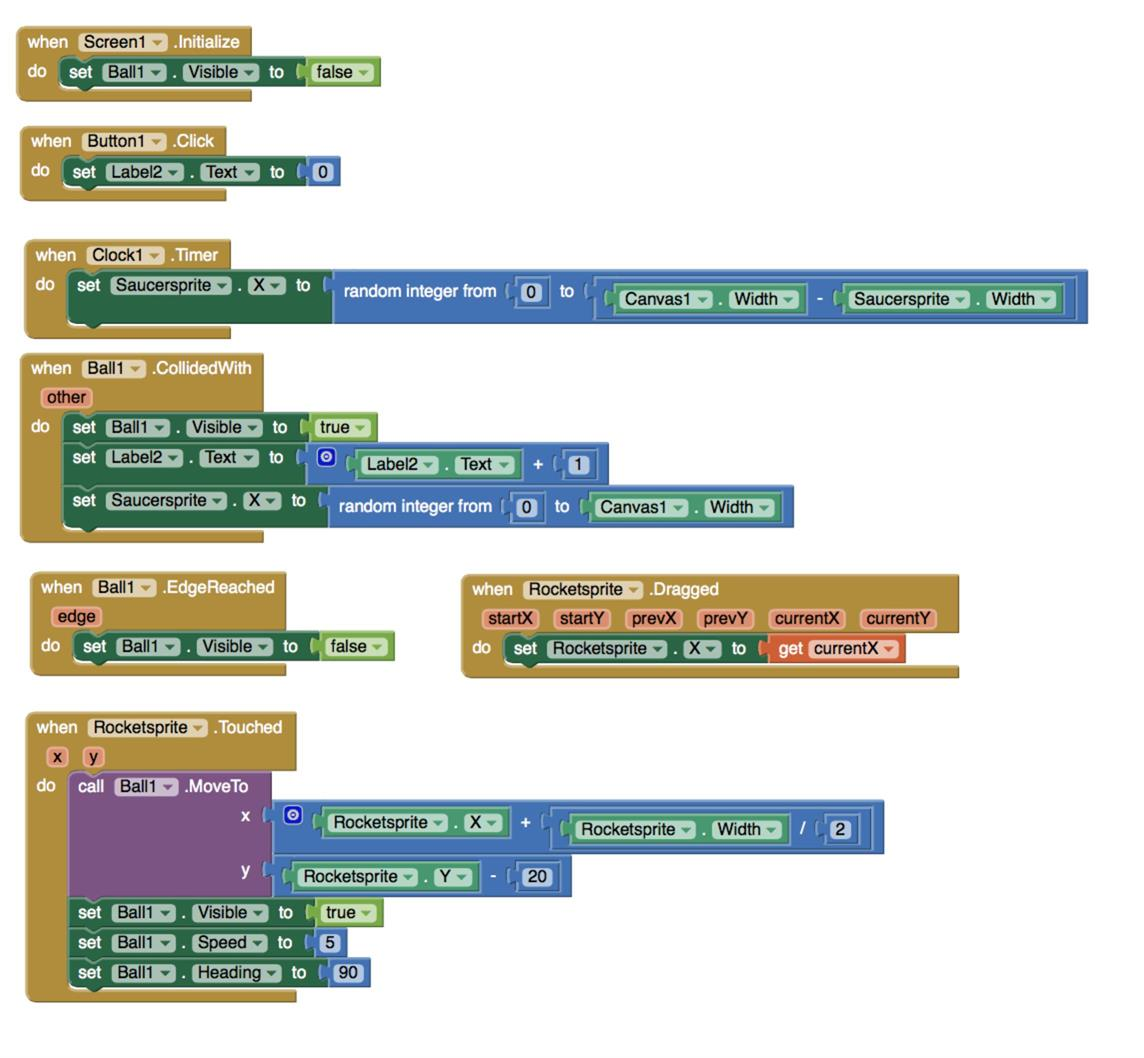 when Screen1 .Initialize
do set Ball1 . Visible to false
when Button1 .Click
do set Label2 . Text to 0
when Clock1 .Timer
do set Saucersprite . X to random integer from 0 to Canvas1 . Width - Saucersprite . Width
when Ball1 .CollidedWith
other
do set Ball1 . Visible to true
set Label2 . Text to Label2 . Text + 1
set Saucersprite . X to random integer from 0 to Canvas1 . Width
when Ball1 .EdgeReached
edge
do set Ball1 . Visible to false
when Rocketsprite .Dragged
startX startY prevX prevY currentX currentY
do set Rocketsprite . X to get currentX
when Rocketsprite .Touched
x y
do call Ball1 .MoveTo
x Rocketsprite . X + Rocketsprite . Width / 2
y Rocketsprite . Y - 20
set Ball1 . Visible to true
set Ball1 . Speed to 5
set Ball1 . Heading to 90